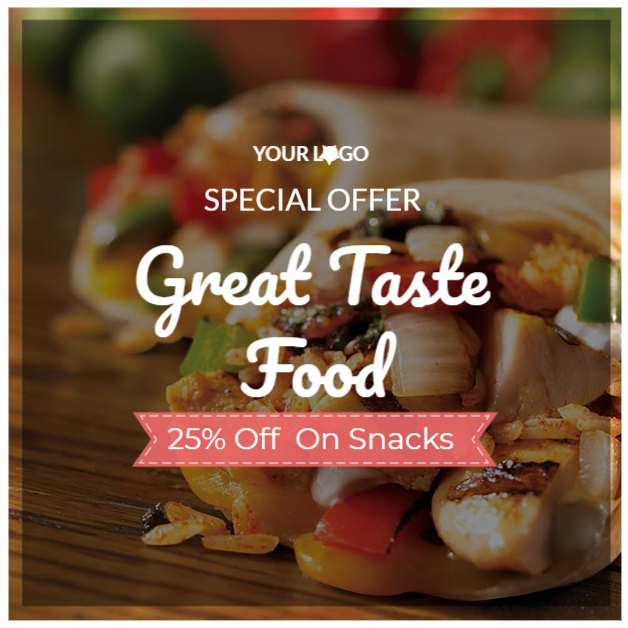 YOUR LOGO
SPECIAL OFFER
Great Taste
Food
25% Off On Snacks